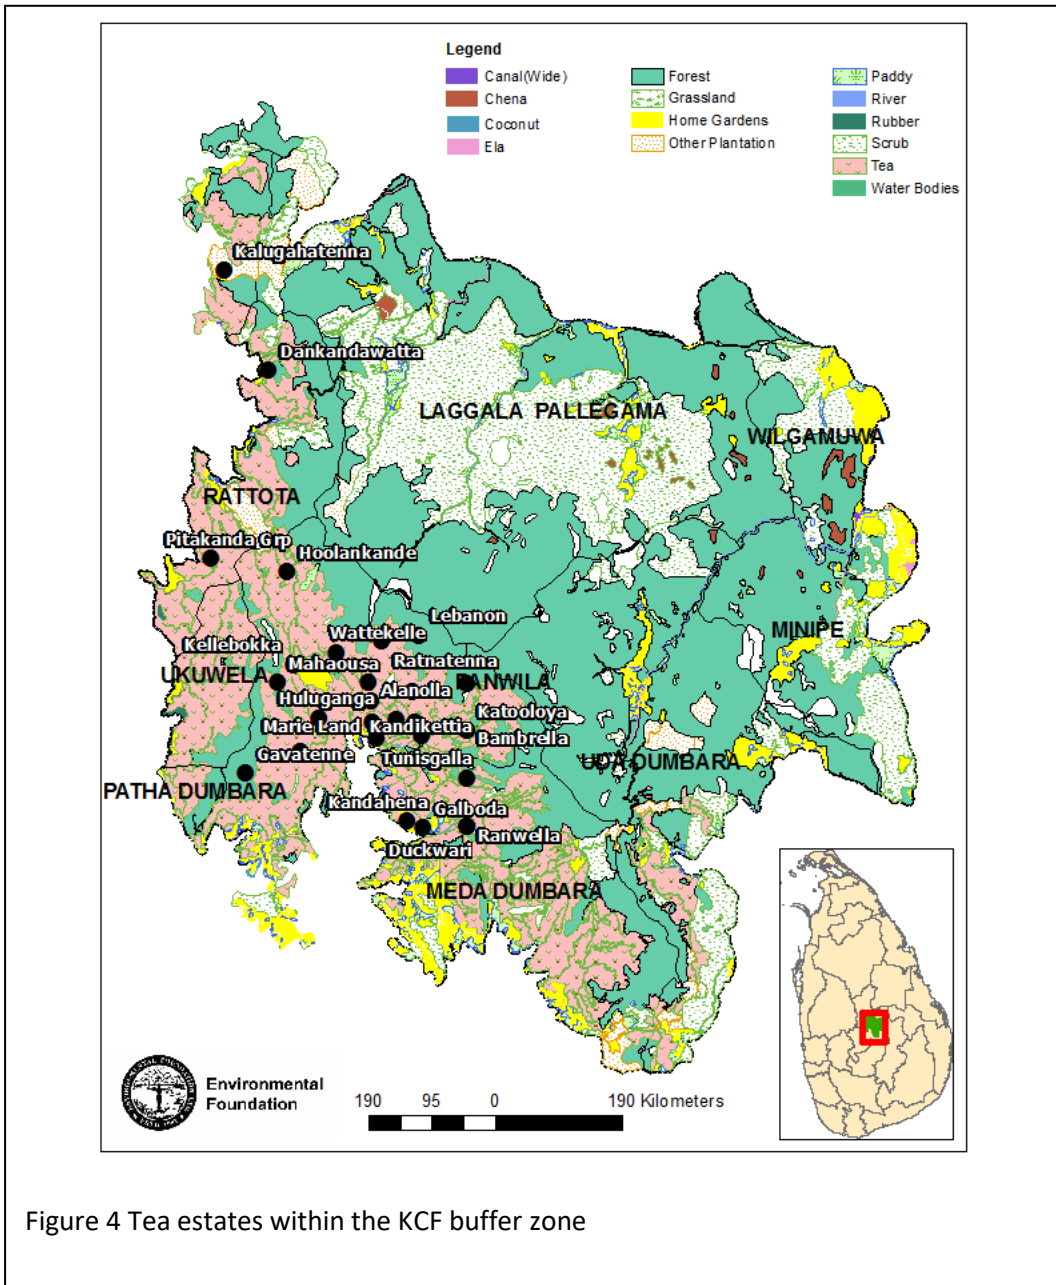 Legend
Canal(Wide)
Chena
Coconut
Ela
Forest
Grassland
Home Gardens
Other Plantation
Paddy
River
Rubber
Scrub
Tea
Water Bodies
Kalugahatenna
Dankandawatta
LAGGALA PALLEGAMA
WILGAMUWA
RATTOTA
Pitakanda Grp
Hoolankande
Lebanon
Wattekelle
Kellebokka
Mahaousa
Ratnatenna
MINIPE
UKUWELA
PANWILA
Huluganga
Alanolla
Katooloya
Marie Land
Kandikettia
Bambrella
Gavatenne
Tunisgalla
UDA DUMBARA
PATHA DUMBARA
Kandahena
Galboda
Ranwella
Duckwari
MEDA DUMBARA
Environmental
Foundation
190 95 0 190 Kilometers
Figure 4 Tea estates within the KCF buffer zone